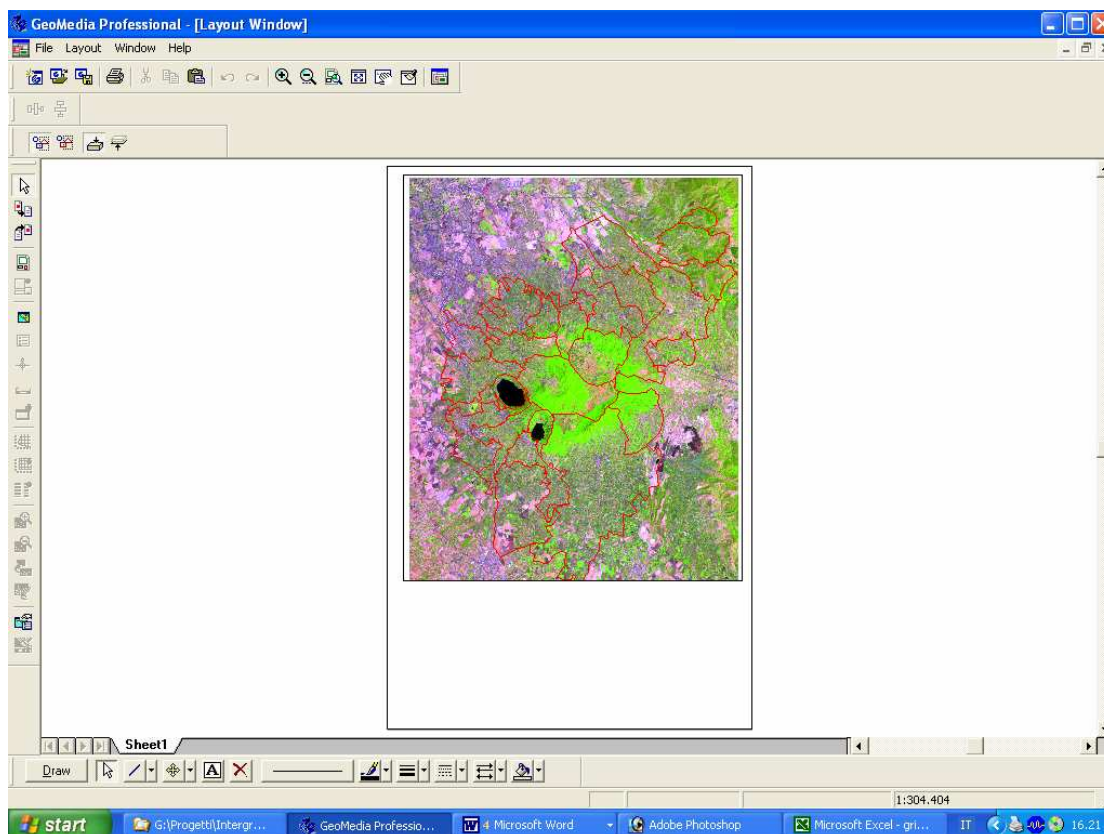 GeoMedia Professional - [Layout Window]
File Layout Window Help
Sheet1
Draw
1:304.404
start G:\Progetti\Intergr... GeoMedia Professio... 4 Microsoft Word Adobe Photoshop Microsoft Excel - gri... IT 16.21